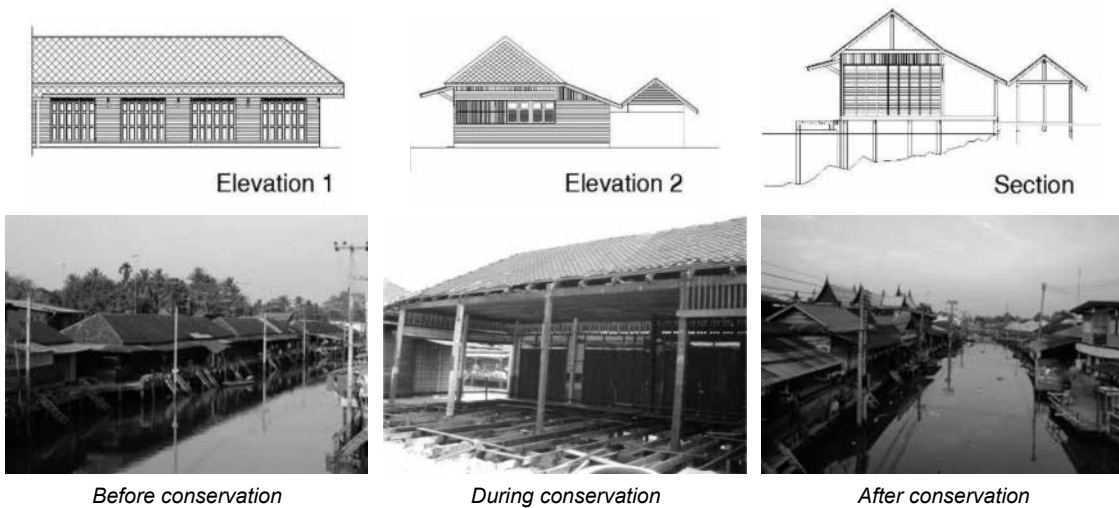 Elevation 1
Elevation 2
Section
Before conservation
During conservation
After conservation